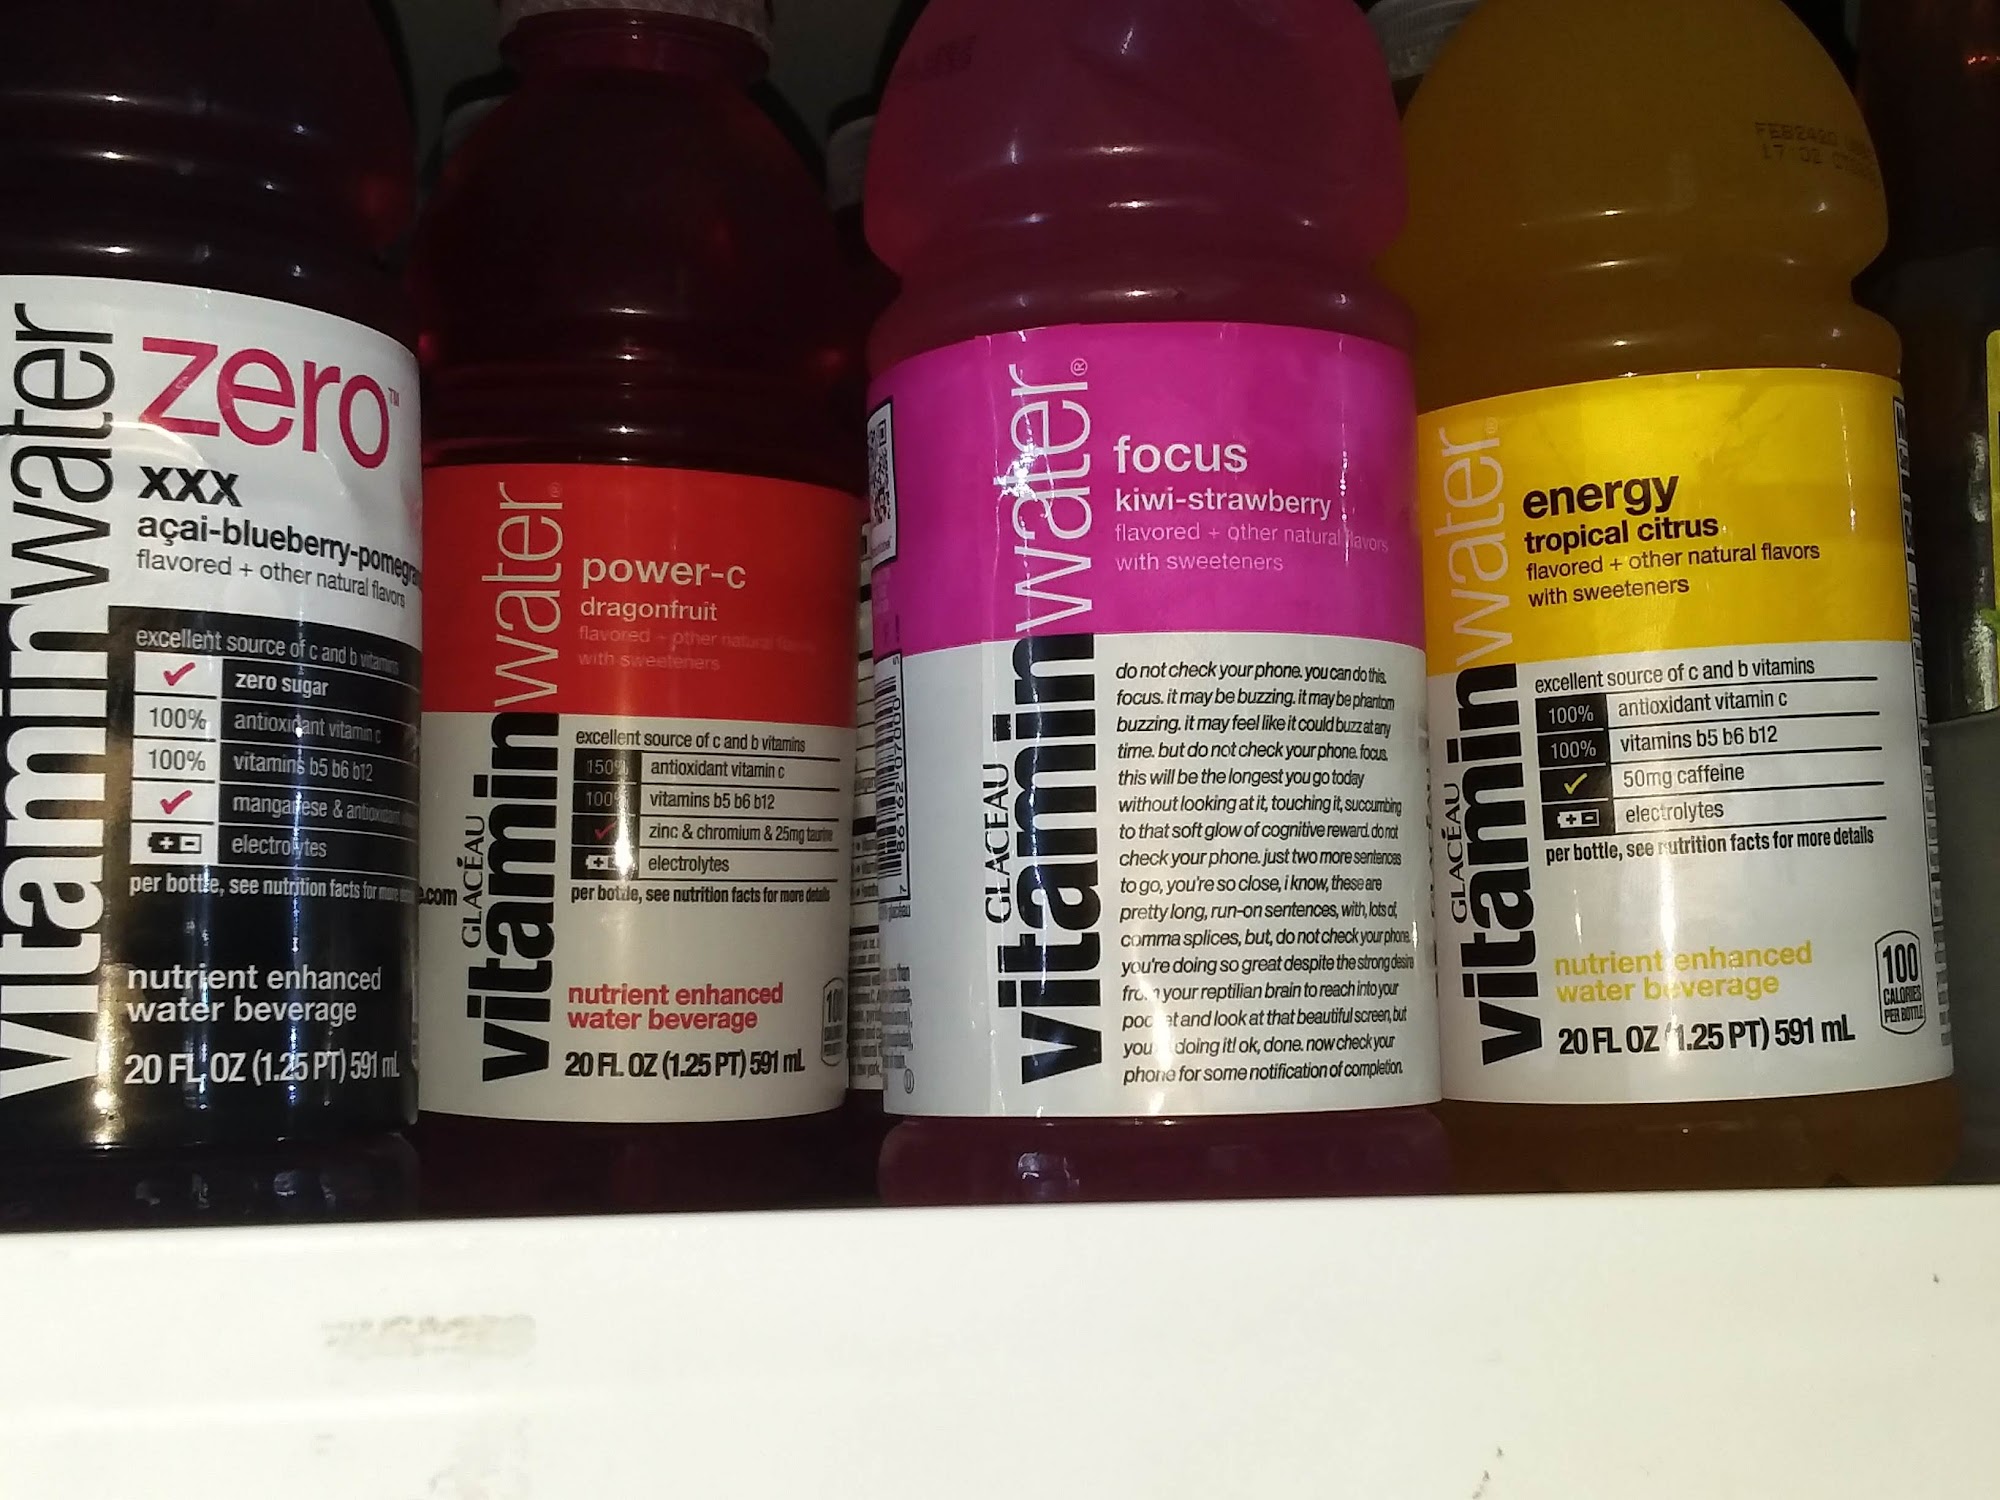 vitaminwater
zero™
xxx
açai-blueberry-pomegra
flavored + other natural flavors
excellent source of c and b vitamins
zero sugar
100% antioxidant vitamin c
100% vitamins b5 b6 b12
manganese & antioxidant
electrolytes
per bottle, see nutrition facts for more
nutrient enhanced
water beverage
20 FL OZ (1.25 PT) 591 mL
e.com
GLACÉAU
vitaminwater®
power-c
dragonfruit
flavored + other natural flavors
with sweeteners
excellent source of c and b vitamins
150% antioxidant vitamin c
100% vitamins b5 b6 b12
zinc & chromium & 25mg taurine
electrolytes
per bottle, see nutrition facts for more details
nutrient enhanced
water beverage
20 FL OZ (1.25 PT) 591 mL
GLACEAU
vitaminwater®
focus
kiwi-strawberry
flavored + other natural flavors
with sweeteners
do not check your phone. you can do this.
focus. it may be buzzing. it may be phantom
buzzing. it may feel like it could buzz at any
time. but do not check your phone. focus.
this will be the longest you go today
without looking at it, touching it, succumbing
to that soft glow of cognitive reward. do not
check your phone. just two more sentences
to go, you're so close, i know, these are
pretty long, run-on sentences, with, lots of,
comma splices, but, do not check your phone.
you're doing so great despite the strong desire
from your reptilian brain to reach into your
pocket and look at that beautiful screen, but
you doing it! ok, done. now check your
phone for some notification of completion.
GLACÉAU
vitaminwater®
energy
tropical citrus
flavored + other natural flavors
with sweeteners
excellent source of c and b vitamins
100% antioxidant vitamin c
100% vitamins b5 b6 b12
50mg caffeine
electrolytes
per bottle, see nutrition facts for more details
nutrient enhanced
water beverage
20 FL OZ (1.25 PT) 591 mL
100
CALORIES
PER BOTTLE
FEB2420